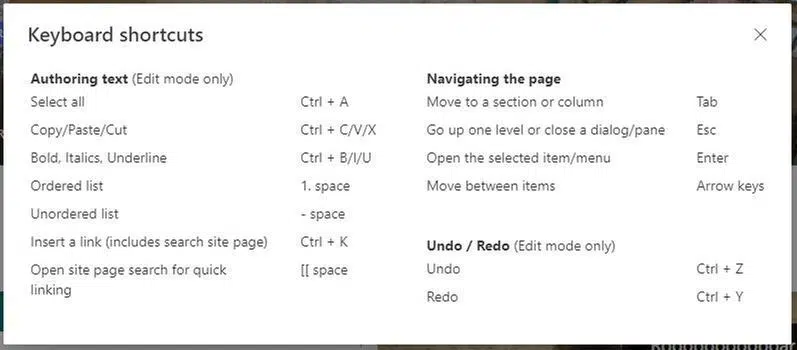 Keyboard shortcuts
Authoring text (Edit mode only)
Select all Ctrl + A
Copy/Paste/Cut Ctrl + C/V/X
Bold, Italics, Underline Ctrl + B/I/U
Ordered list 1. space
Unordered list - space
Insert a link (includes search site page) Ctrl + K
Open site page search for quick
linking [[ space
Navigating the page
Move to a section or column Tab
Go up one level or close a dialog/pane Esc
Open the selected item/menu Enter
Move between items Arrow keys
Undo / Redo (Edit mode only)
Undo Ctrl + Z
Redo Ctrl + Y